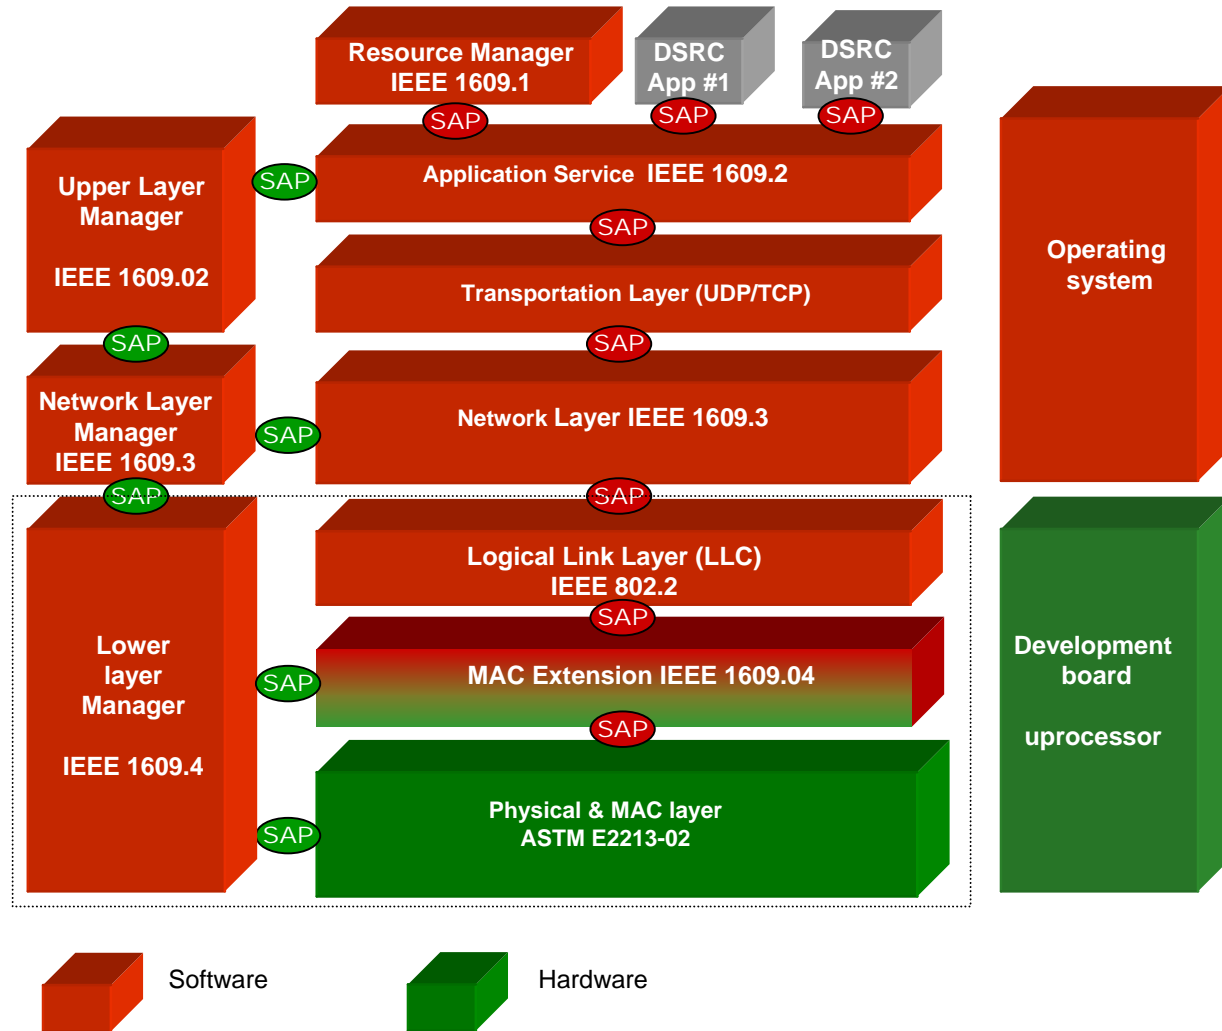 Resource Manager
IEEE 1609.1
DSRC
App #1
DSRC
App #2
SAP
SAP
SAP
Upper Layer
Manager
IEEE 1609.02
SAP
Application Service IEEE 1609.2
SAP
Operating
system
Transportation Layer (UDP/TCP)
SAP
SAP
Network Layer
Manager
IEEE 1609.3
SAP
Network Layer IEEE 1609.3
SAP
SAP
Logical Link Layer (LLC)
IEEE 802.2
SAP
Lower
layer
Manager
IEEE 1609.4
SAP
MAC Extension IEEE 1609.04
SAP
Development
board
uprocessor
SAP
Physical & MAC layer
ASTM E2213-02
Software
Hardware